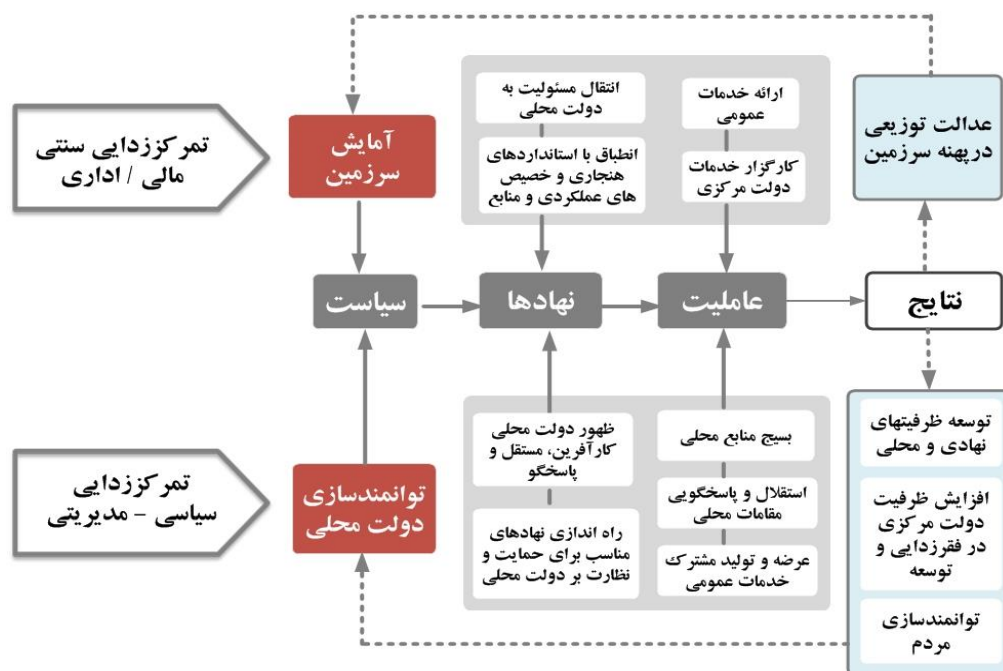 تمرکززدایی سنتی
مالی / اداری
آمایش
سرزمین
انتقال مسئولیت به
دولت محلی
انطباق با استانداردهای
هنجاری و خصیص
های عملکردی و منابع
ارائه خدمات
عمومی
کارگزار خدمات
دولت مرکزی
عدالت توزیعی
درپهنه سرزمین
سیاست
نهادها
عاملیت
نتایج
تمرکززدایی
سیاسی - مدیریتی
توانمندسازی
دولت محلی
ظهور دولت محلی
کارآفرین، مستقل و
پاسخگو
راه اندازی نهادهای
مناسب برای حمایت و
نظارت بر دولت محلی
بسیج منابع محلی
استقلال و پاسخگویی
مقامات محلی
عرضه و تولید مشترک
خدمات عمومی
توسعه ظرفیتهای
نهادی و محلی
افزایش ظرفیت
دولت مرکزی
در فقرزدایی و
توسعه
توانمندسازی
مردم